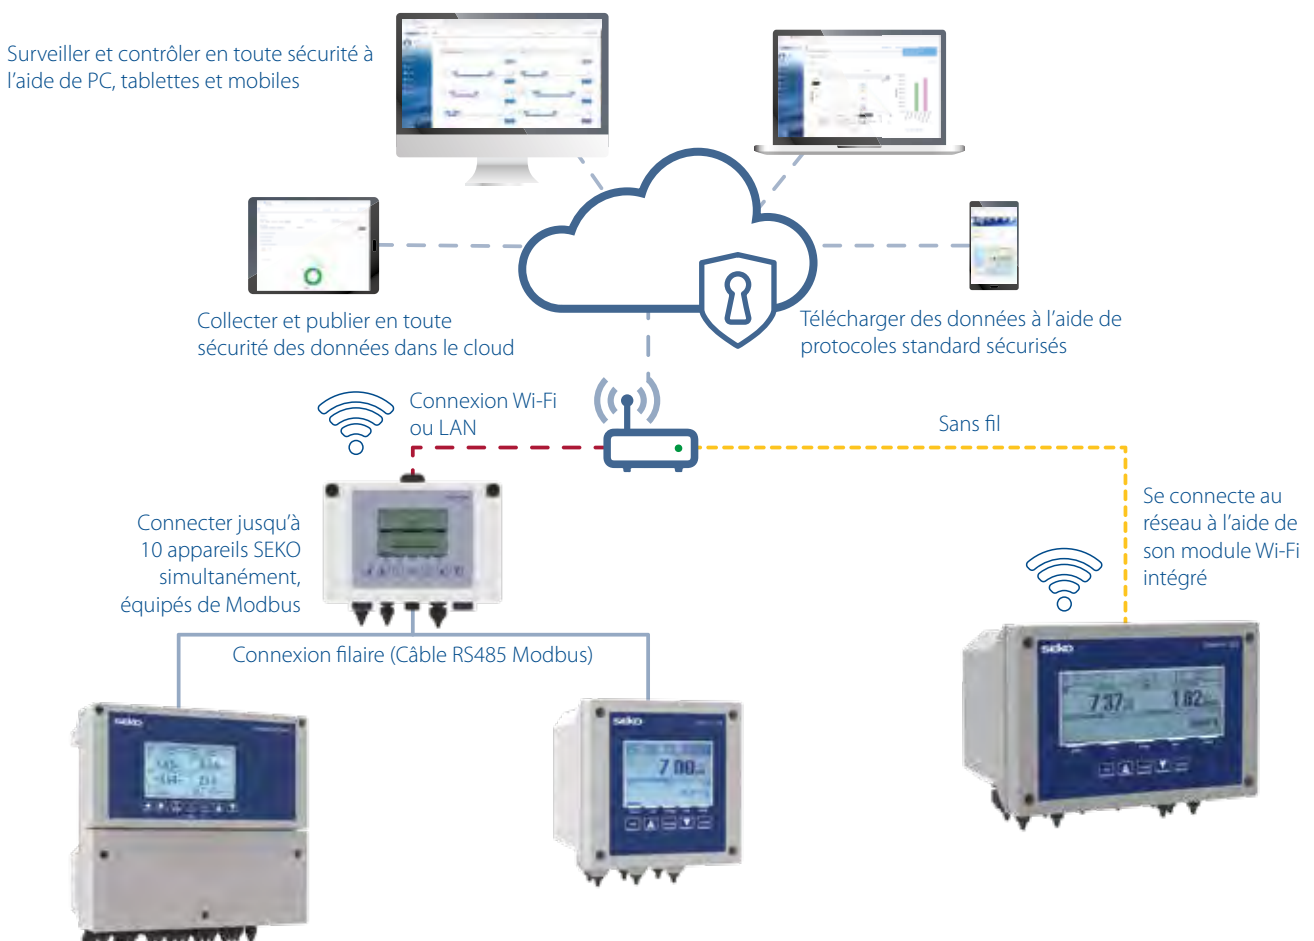 Surveiller et contrôler en toute sécurité à
l'aide de PC, tablettes et mobiles
Collecter et publier en toute
sécurité des données dans le cloud
Télécharger des données à l'aide de
protocoles standard sécurisés
Connexion Wi-Fi
ou LAN
Sans fil
Connecter jusqu'à
10 appareils SEKO
simultanément,
équipés de Modbus
Se connecte au
réseau à l'aide de
son module Wi-Fi
intégré
Connexion filaire (Câble RS485 Modbus)
seko
seko
7.00
seko
7.37
1.82